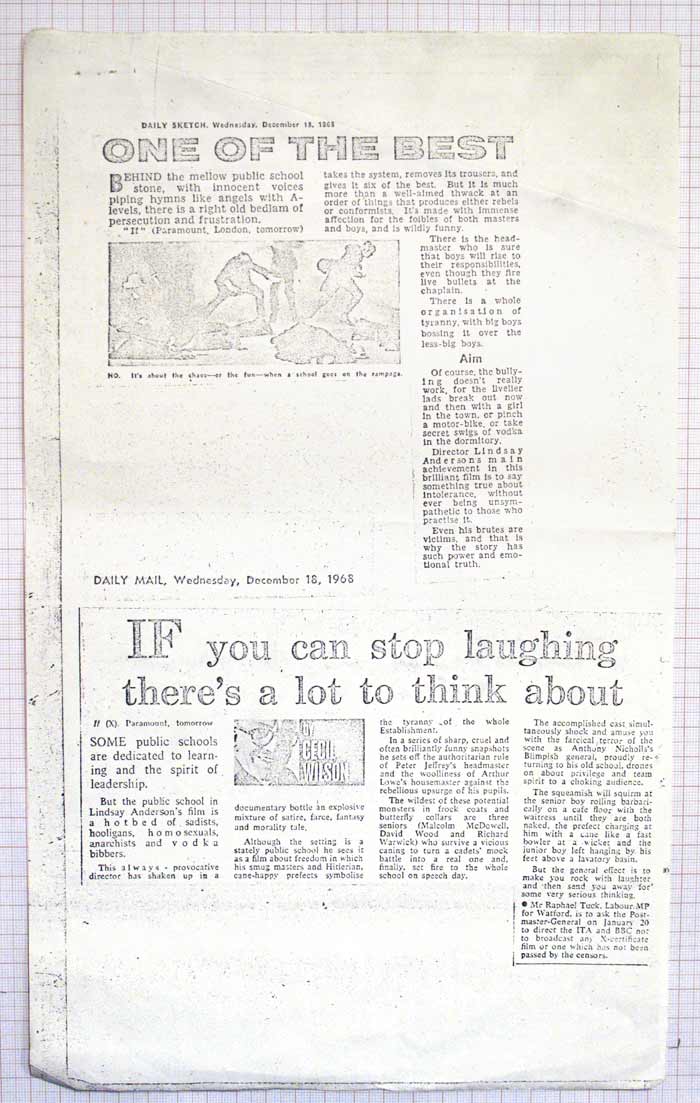 DAILY SKETCH, Wednesday, December 18, 1968
ONE OF THE BEST
BEHIND the mellow public school
stone, with innocent voices
piping hymns like angels with A-
levels, there is a right old bedlam of
persecution and frustration.
"If" (Paramount, London, tomorrow)
takes the system, removes its trousers, and
gives it six of the best. But it is much
more than a well-aimed thwack at an
order of things that produces either rebels
or conformists. It's made with immense
affection for the foibles of both masters
and boys, and is wildly funny.
NO. It's about the chaos—or the fun—when a school goes on the rampage.
There is the head-
master who is sure
that boys will rise to
their responsibilities,
even though they fire
live bullets at the
chaplain.
There is a whole
organisation of
tyranny, with big boys
bossing it over the
less-big boys.
Aim
Of course, the bully-
ing doesn't really
work, for the livelier
lads break out now
and then with a girl
in the town, or pinch
a motor-bike, or take
secret swigs of vodka
in the dormitory.
Director Lindsay
Andersons main
achievement in this
brilliant film is to say
something true about
intolerance, without
ever being unsym-
pathetic to those who
practise it.
Even his brutes are
victims, and that is
why the story has
such power and emo-
tional truth.
DAILY MAIL, Wednesday, December 18, 1968
IF you can stop laughing
there's a lot to think about
If (X). Paramount, tomorrow
SOME public schools
are dedicated to learn-
ing and the spirit of
leadership.
But the public school in
Lindsay Anderson's film is
a hotbed of sadists,
hooligans, homosexuals,
anarchists and vodka
bibbers.
This always - provocative
director has shaken up in a
BY
CECIL
WILSON
documentary bottle an explosive
mixture of satire, farce, fantasy
and morality tale.
Although the setting is a
stately public school he sees it
as a film about freedom in which
his smug masters and Hitlerian,
cane-happy prefects symbolise
the tyranny of the whole
Establishment.
In a series of sharp, cruel and
often brilliantly funny snapshots
he sets off the authoritarian rule
of Peter Jeffrey's headmaster
and the woolliness of Arthur
Lowe's housemaster against the
rebellious upsurge of his pupils.
The wildest of these potential
monsters in frock coats and
butterfly collars are three
seniors (Malcolm McDowell,
David Wood and Richard
Warwick) who survive a vicious
caning to turn a cadets' mock
battle into a real one and,
finally, set fire to the whole
school on speech day.
The accomplished cast simul-
taneously shock and amuse you
with the farcical terror of the
scene as Anthony Nicholls's
Blimpish general, proudly re-
turning to his old school, drones
on about privilege and team
spirit to a choking audience.
The squeamish will squirm at
the senior boy rolling barbari-
cally on a cafe floor with the
waitress until they are both
naked, the prefect charging at
him with a cane like a fast
bowler at a wicket and the
junior boy left hanging by his
feet above a lavatory basin.
But the general effect is to
make you rock with laughter
and then send you away for
some very serious thinking.
● Mr Raphael Tuck, Labour MP
for Watford, is to ask the Post-
master-General on January 20
to direct the ITA and BBC not
to broadcast any X-certificate
film or one which has not been
passed by the censors.